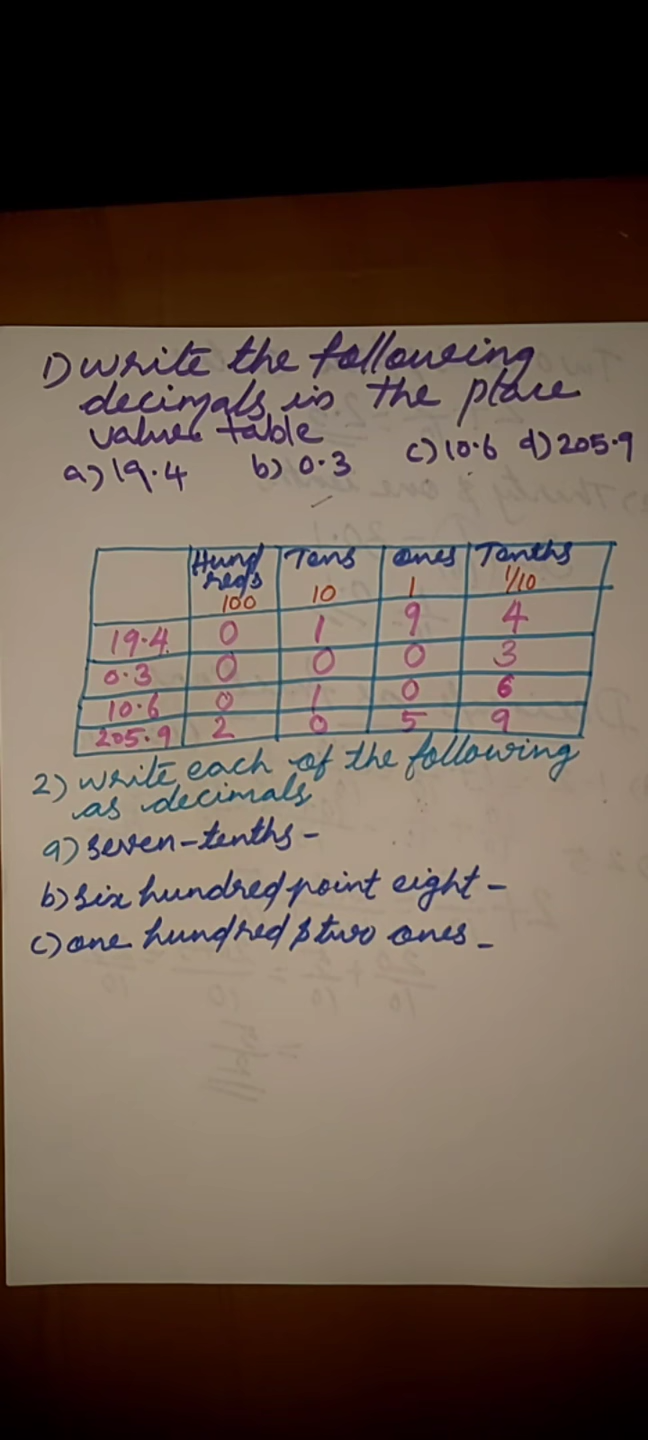 1) write the following
decimals in the place
value table
a) 19.4 b) 0.3 c) 10.6 d) 205.9
Hund Tens ones Tenths
reds
100 10 1 1/10
19.4 0 1 9 4
0.3 0 0 0 3
10.6 0 1 0 6
205.9 2 0 5 9
2) write each of the following
as decimals
a) seven-tenths -
b) six hundred point eight -
c) one hundred & two ones -